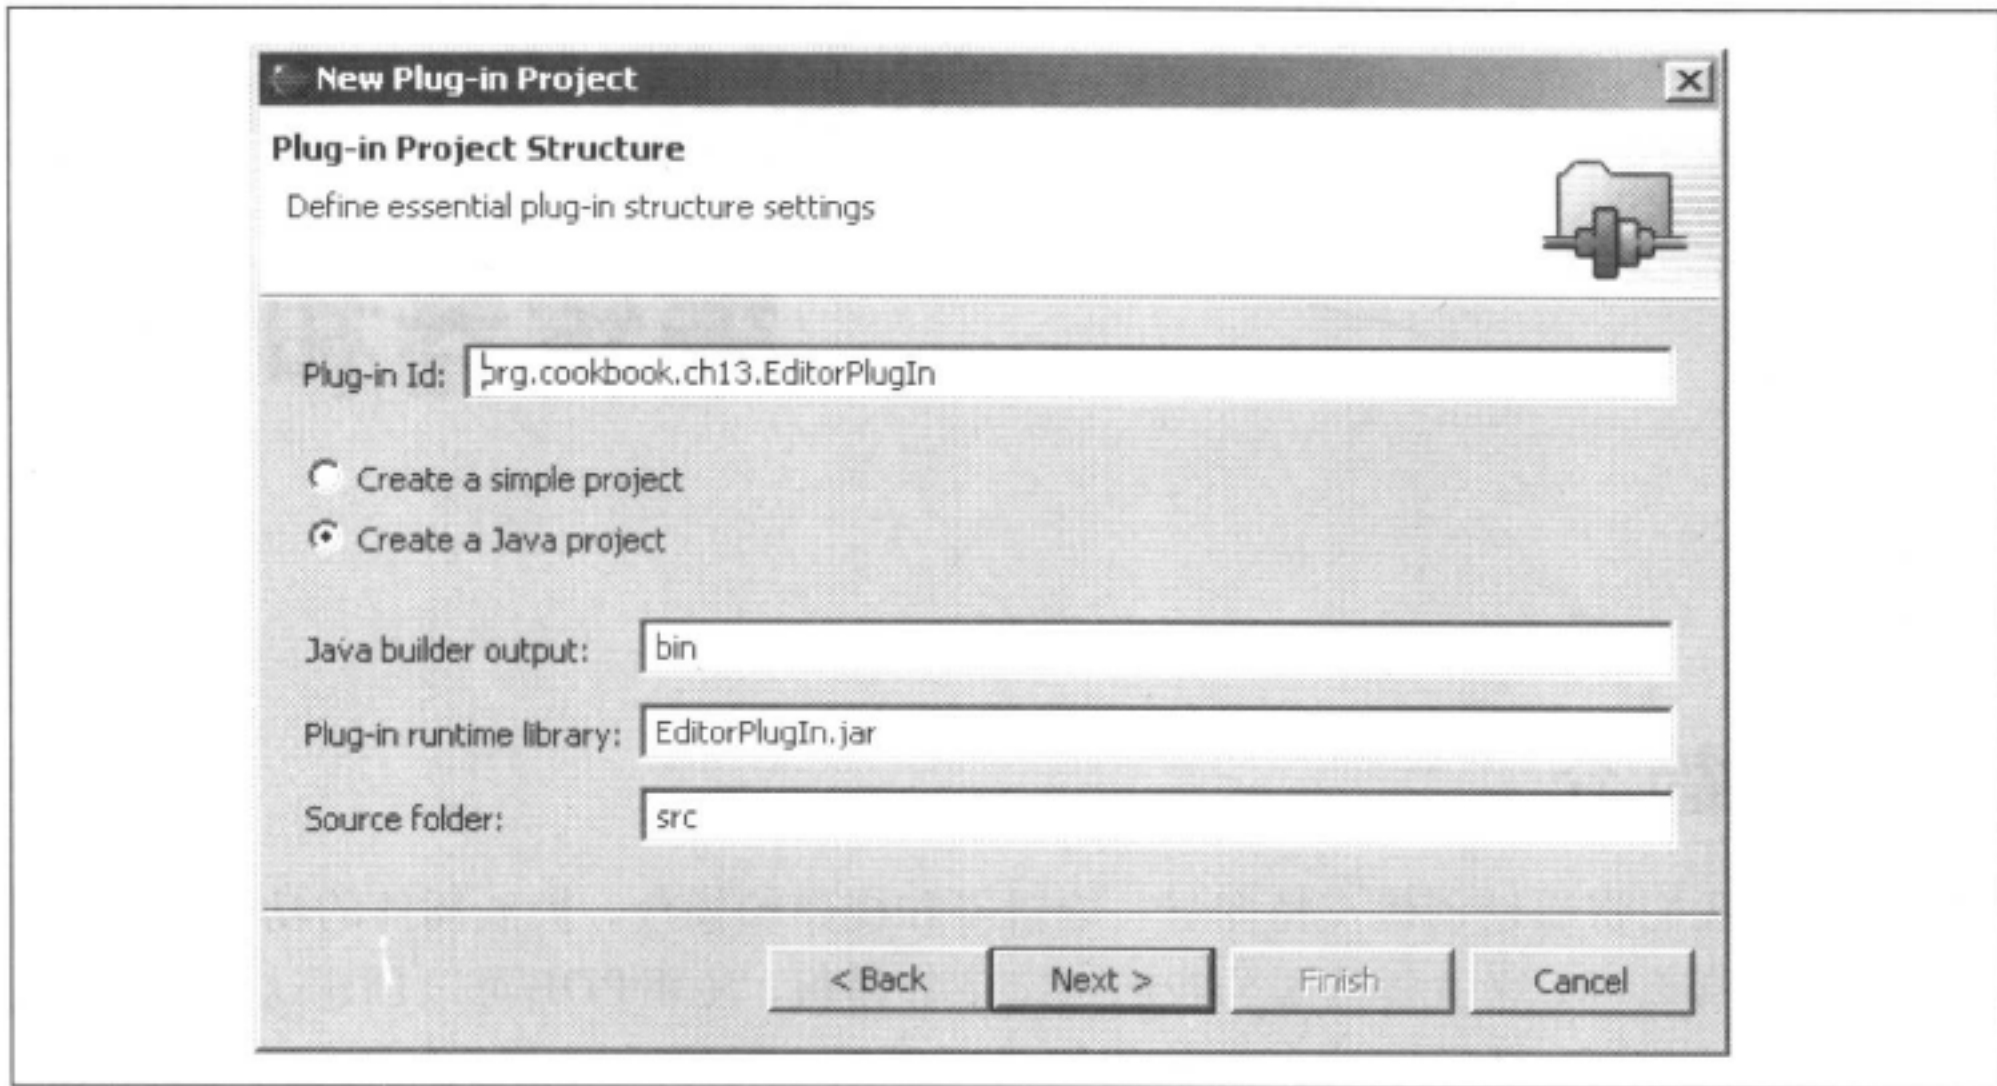 New Plug-in Project
Plug-in Project Structure
Define essential plug-in structure settings
Plug-in Id: org.cookbook.ch13.EditorPlugIn
Create a simple project
Create a Java project
Java builder output: bin
Plug-in runtime library: EditorPlugIn.jar
Source folder: src
< Back Next > Finish Cancel